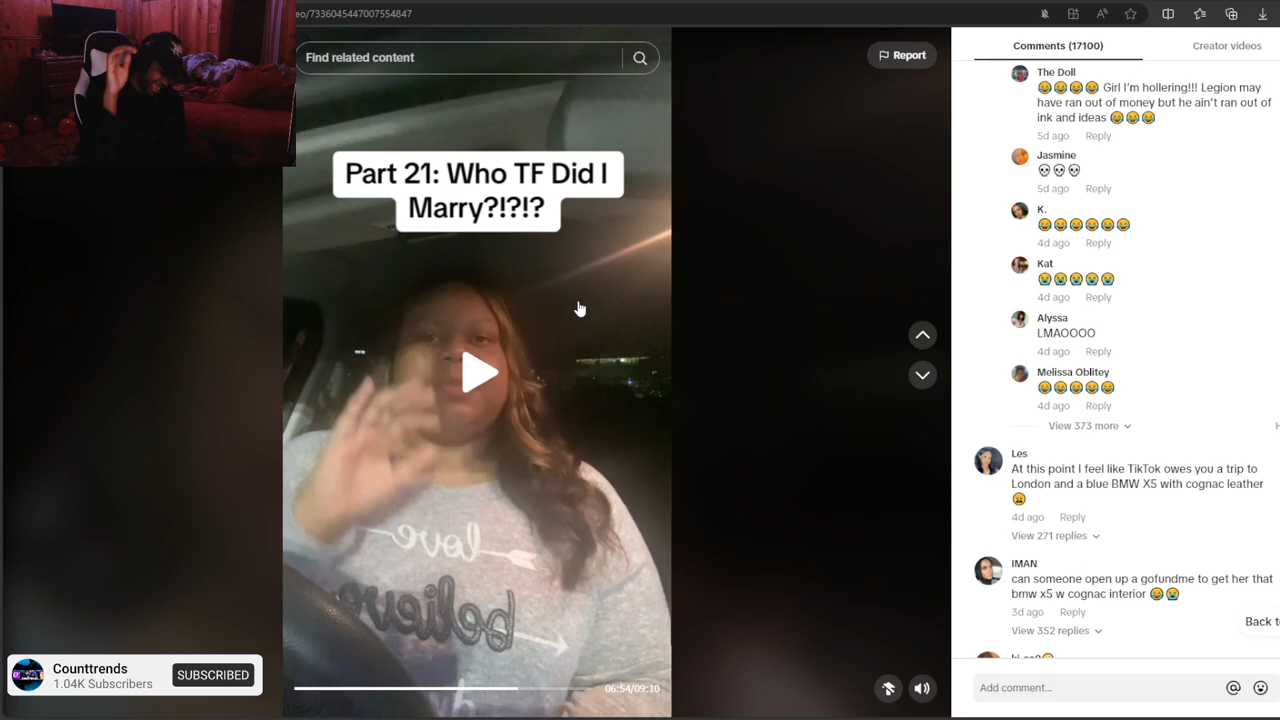 eo/7336045447007554847
Find related content
Report
Part 21: Who TF Did I
Marry?!?!?
love
believe
06:54/09:10
Counttrends
1.04K Subscribers
SUBSCRIBED
Comments (17100)
Creator videos
The Doll
😂😂😂😂 Girl I'm hollering!!! Legion may
have ran out of money but he ain't ran out of
ink and ideas 😂😂😂
5d ago Reply
Jasmine
💀💀💀
5d ago Reply
K.
😂😂😂😂😂😂
4d ago Reply
Kat
😭😭😭😭😭
4d ago Reply
Alyssa
LMAOOOO
4d ago Reply
Melissa Oblitey
😂😂😂😂😂
4d ago Reply
View 373 more
Les
At this point I feel like TikTok owes you a trip to
London and a blue BMW X5 with cognac leather
😩
4d ago Reply
View 271 replies
IMAN
can someone open up a gofundme to get her that
bmw x5 w cognac interior 😂😭
3d ago Reply
View 352 replies
Back to
Add comment...